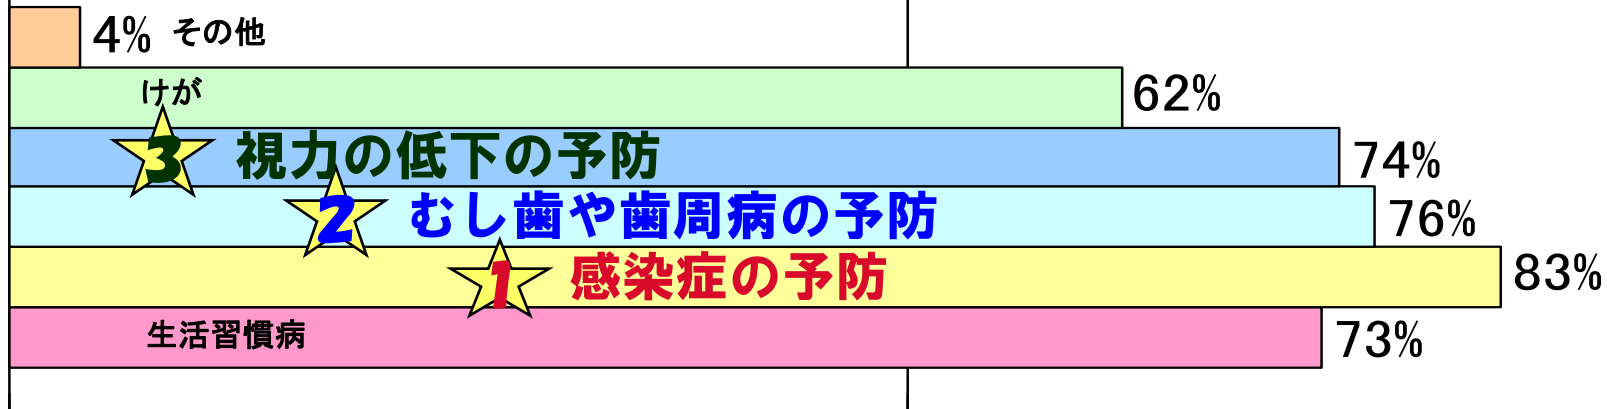 4% その他
けが 62%
3 視力の低下の予防 74%
2 むし歯や歯周病の予防 76%
1 感染症の予防 83%
生活習慣病 73%